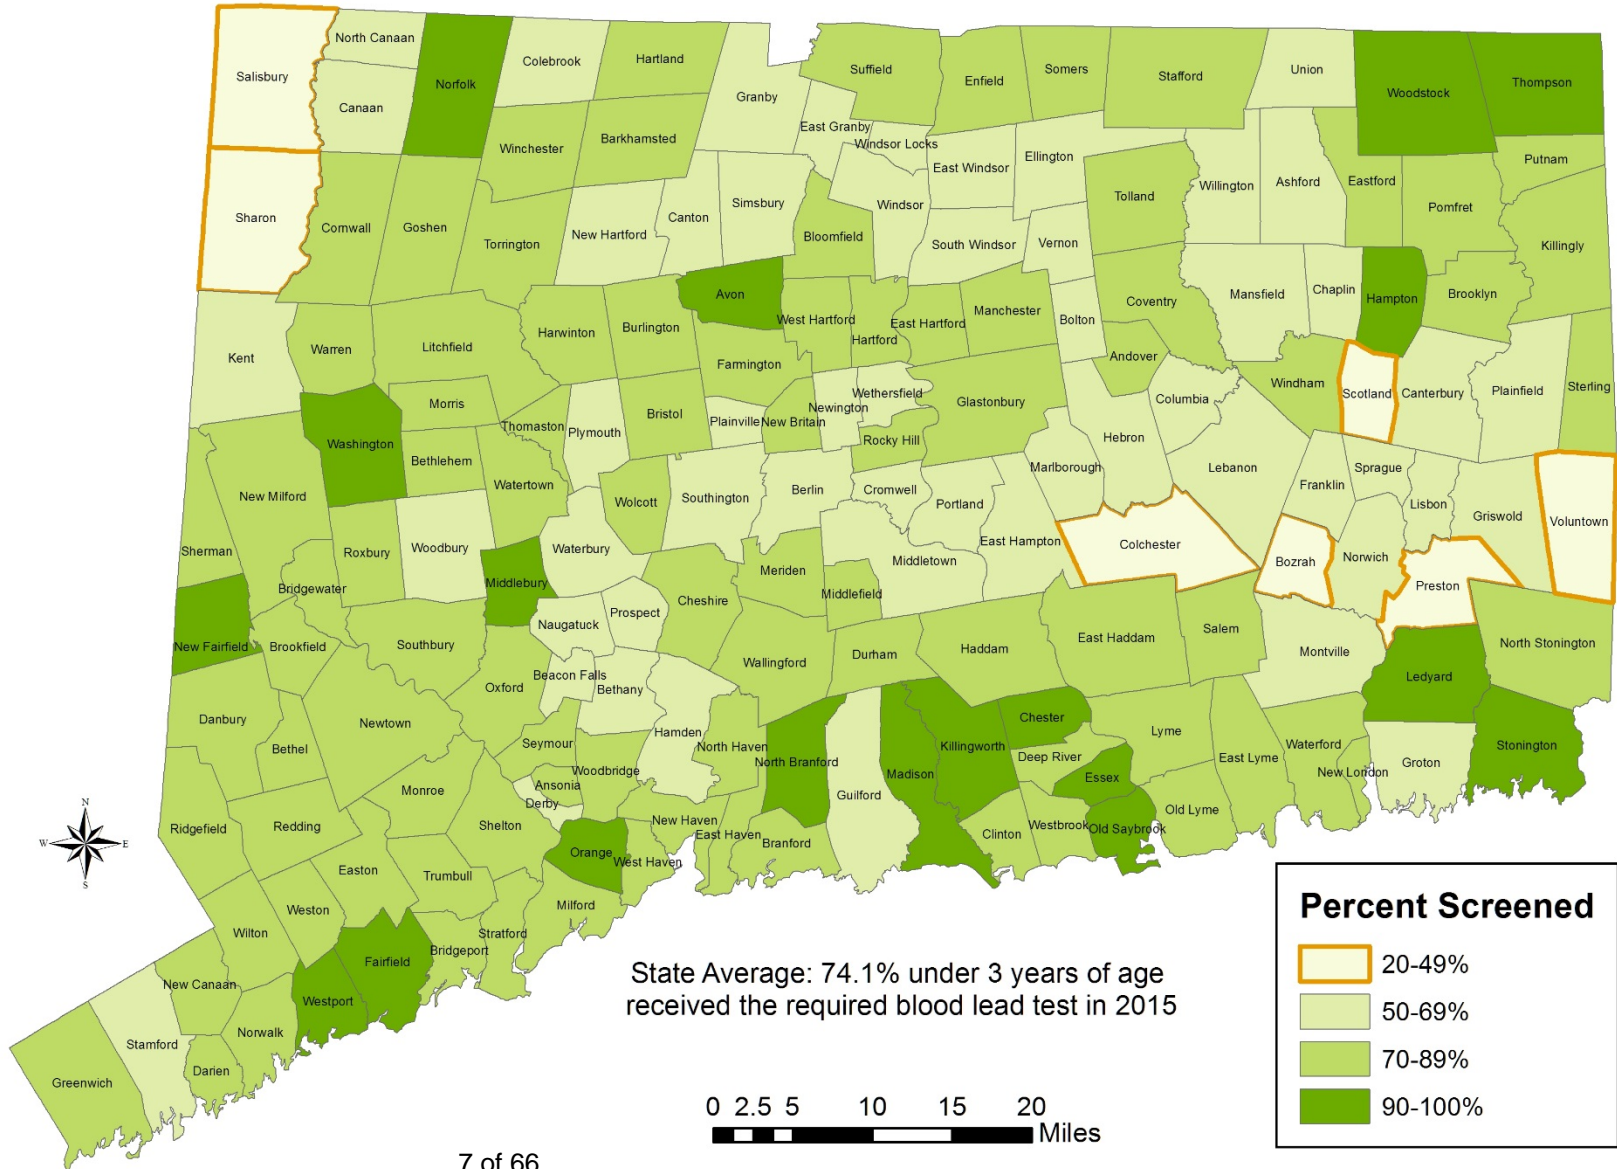 Salisbury
North Canaan
Canaan
Norfolk
Colebrook
Hartland
Granby
Suffield
Enfield
Somers
Stafford
Union
Woodstock
Thompson
Winchester
Barkhamsted
East Granby
Windsor Locks
East Windsor
Ellington
Willington
Ashford
Eastford
Putnam
Pomfret
Sharon
Cornwall
Goshen
Torrington
New Hartford
Canton
Simsbury
Bloomfield
Windsor
South Windsor
Vernon
Tolland
Killingly
Mansfield
Chaplin
Hampton
Brooklyn
Avon
West Hartford
Hartford
East Hartford
Manchester
Bolton
Coventry
Andover
Kent
Warren
Litchfield
Harwinton
Burlington
Farmington
Windham
Scotland
Canterbury
Plainfield
Sterling
Morris
Thomaston
Plymouth
Bristol
Plainville
New Britain
Newington
Wethersfield
Rocky Hill
Glastonbury
Columbia
Hebron
Washington
Bethlehem
Watertown
Wolcott
Southington
Berlin
Cromwell
Portland
Marlborough
Lebanon
Franklin
Sprague
Lisbon
Griswold
Voluntown
New Milford
Sherman
Roxbury
Woodbury
Waterbury
Middletown
East Hampton
Colchester
Bozrah
Norwich
Preston
Bridgewater
Middlebury
Cheshire
Meriden
Middlefield
Naugatuck
Prospect
New Fairfield
Brookfield
Southbury
Oxford
Beacon Falls
Bethany
Wallingford
Durham
Haddam
East Haddam
Salem
Montville
North Stonington
Ledyard
Danbury
Bethel
Newtown
Seymour
Hamden
North Haven
North Branford
Guilford
Madison
Killingworth
Chester
Deep River
Essex
Lyme
East Lyme
Waterford
New London
Groton
Stonington
Woodbridge
Ansonia
Derby
Monroe
Shelton
Ridgefield
Redding
Orange
New Haven
West Haven
East Haven
Branford
Clinton
Westbrook
Old Saybrook
Old Lyme
Easton
Trumbull
Weston
Wilton
Milford
Stratford
Bridgeport
Fairfield
Westport
New Canaan
Norwalk
Darien
Stamford
Greenwich
N
W
E
S
State Average: 74.1% under 3 years of age
received the required blood lead test in 2015
0 2.5 5 10 15 20
Miles
Percent Screened
20-49%
50-69%
70-89%
90-100%
7 of 66